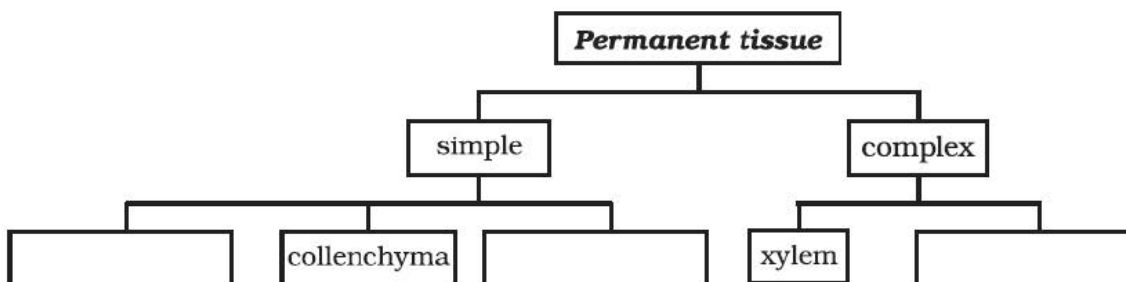 Permanent tissue
simple
complex
collenchyma
xylem